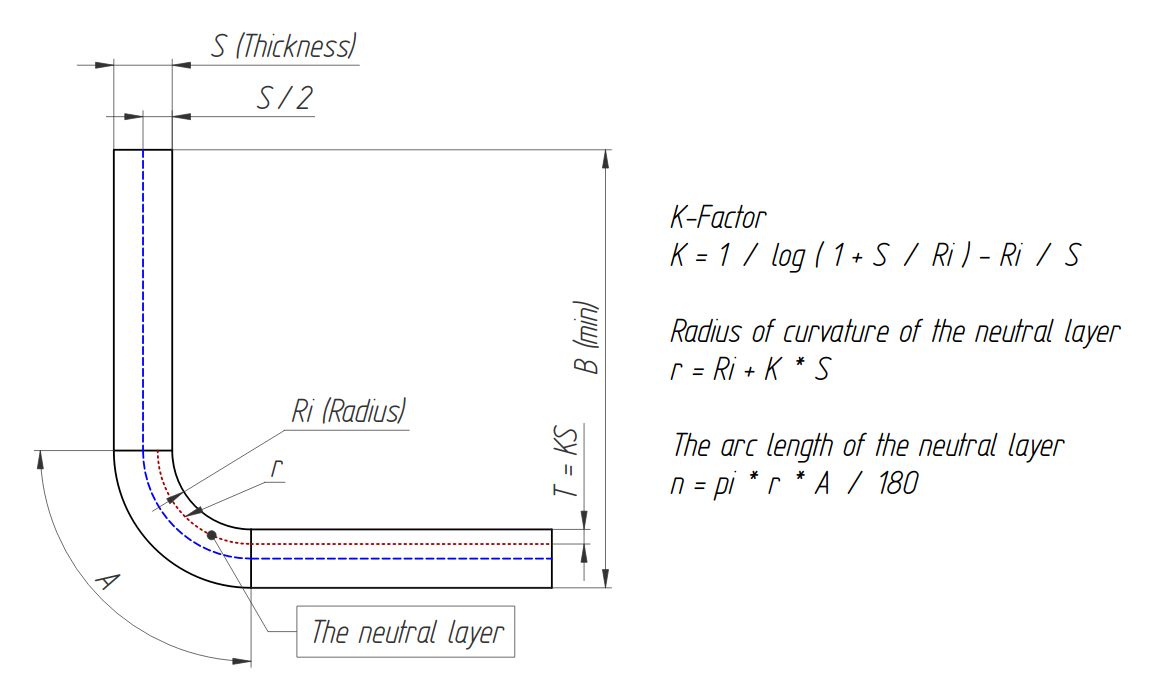 S (Thickness)
S / 2
B (min)
Ri (Radius)
r
T = KS
A
The neutral layer
K-Factor
K = 1 / log ( 1 + S / Ri ) - Ri / S
Radius of curvature of the neutral layer
r = Ri + K * S
The arc length of the neutral layer
n = pi * r * A / 180